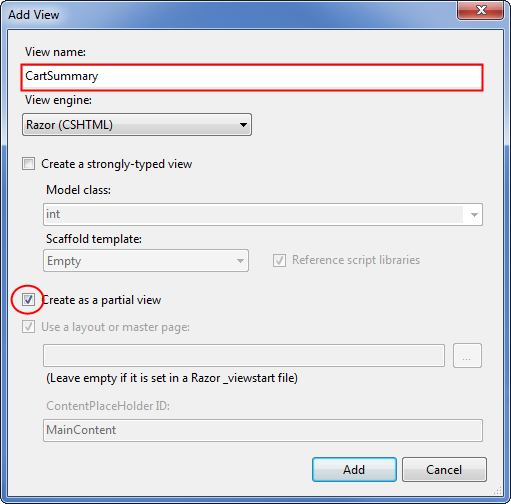 Add View
View name:
CartSummary
View engine:
Razor (CSHTML)
Create a strongly-typed view
Model class:
int
Scaffold template:
Empty
Reference script libraries
Create as a partial view
Use a layout or master page:
...
(Leave empty if it is set in a Razor _viewstart file)
ContentPlaceHolder ID:
MainContent
Add
Cancel